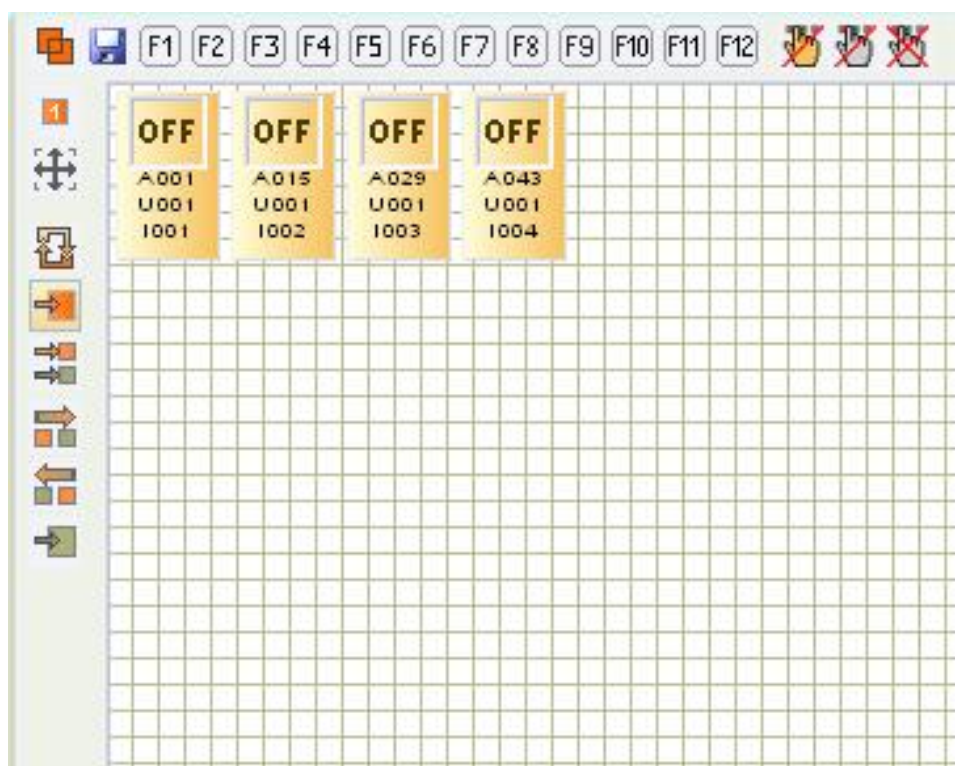 F1 F2 F3 F4 F5 F6 F7 F8 F9 F10 F11 F12
1
OFF OFF OFF OFF
A001 A015 A029 A043
U001 U001 U001 U001
I001 I002 I003 I004